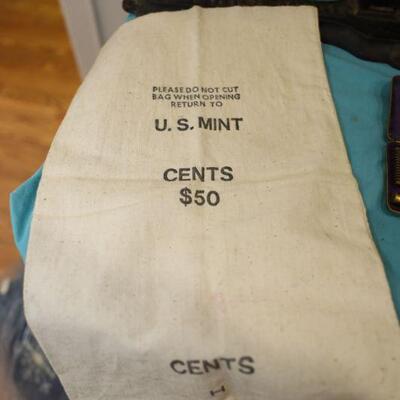 PLEASE DO NOT CUT
BAG WHEN OPENING
RETURN TO
U. S. MINT
CENTS
$50
CENTS